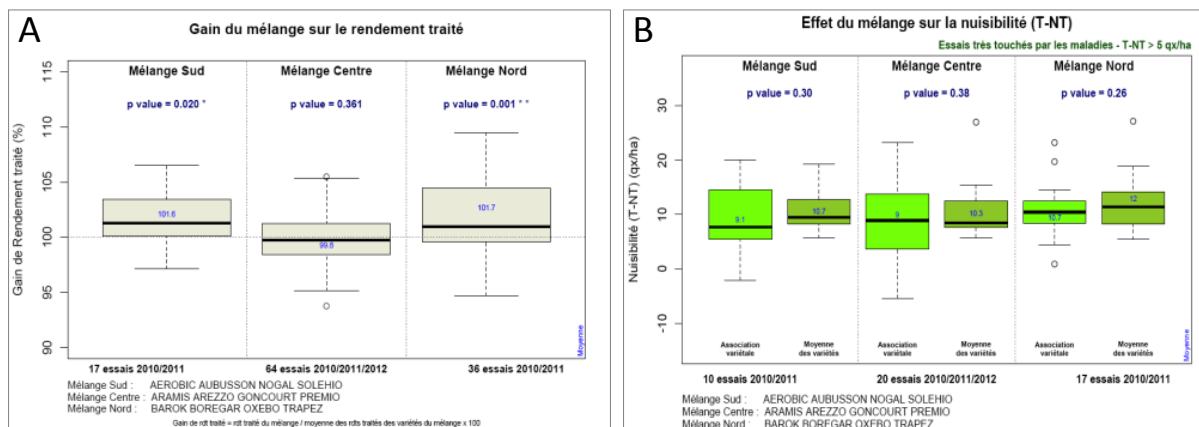 A
Gain du mélange sur le rendement traité
Gain de Rendement traité (%)
115
110
105
100
95
90
Mélange Sud
Mélange Centre
Mélange Nord
p value = 0.020 *
p value = 0.361
p value = 0.001 * *
101.6
99.8
101.7
Moyenne
17 essais 2010/2011
64 essais 2010/2011/2012
36 essais 2010/2011
Mélange Sud : AEROBIC AUBUSSON NOGAL SOLEHIO
Mélange Centre : ARAMIS AREZZO GONCOURT PREMIO
Mélange Nord : BAROK BOREGAR OXEBO TRAPEZ
Gain de rdt traité = rdt traité du mélange / moyenne des rdts traités des variétés du mélange x 100
B
Effet du mélange sur la nuisibilité (T-NT)
Essais très touchés par les maladies - T-NT > 5 qx/ha
Nuisibilité (T-NT) (qx/ha)
30
20
10
0
-10
Mélange Sud
Mélange Centre
Mélange Nord
p value = 0.30
p value = 0.38
p value = 0.26
9.1
10.7
9
10.3
10.7
12
Association
variétale
Moyenne
des variétés
Association
variétale
Moyenne
des variétés
Association
variétale
Moyenne
des variétés
Moyenne
10 essais 2010/2011
20 essais 2010/2011/2012
17 essais 2010/2011
Mélange Sud : AEROBIC AUBUSSON NOGAL SOLEHIO
Mélange Centre : ARAMIS AREZZO GONCOURT PREMIO
Mélange Nord : BAROK BOREGAR OXEBO TRAPEZ